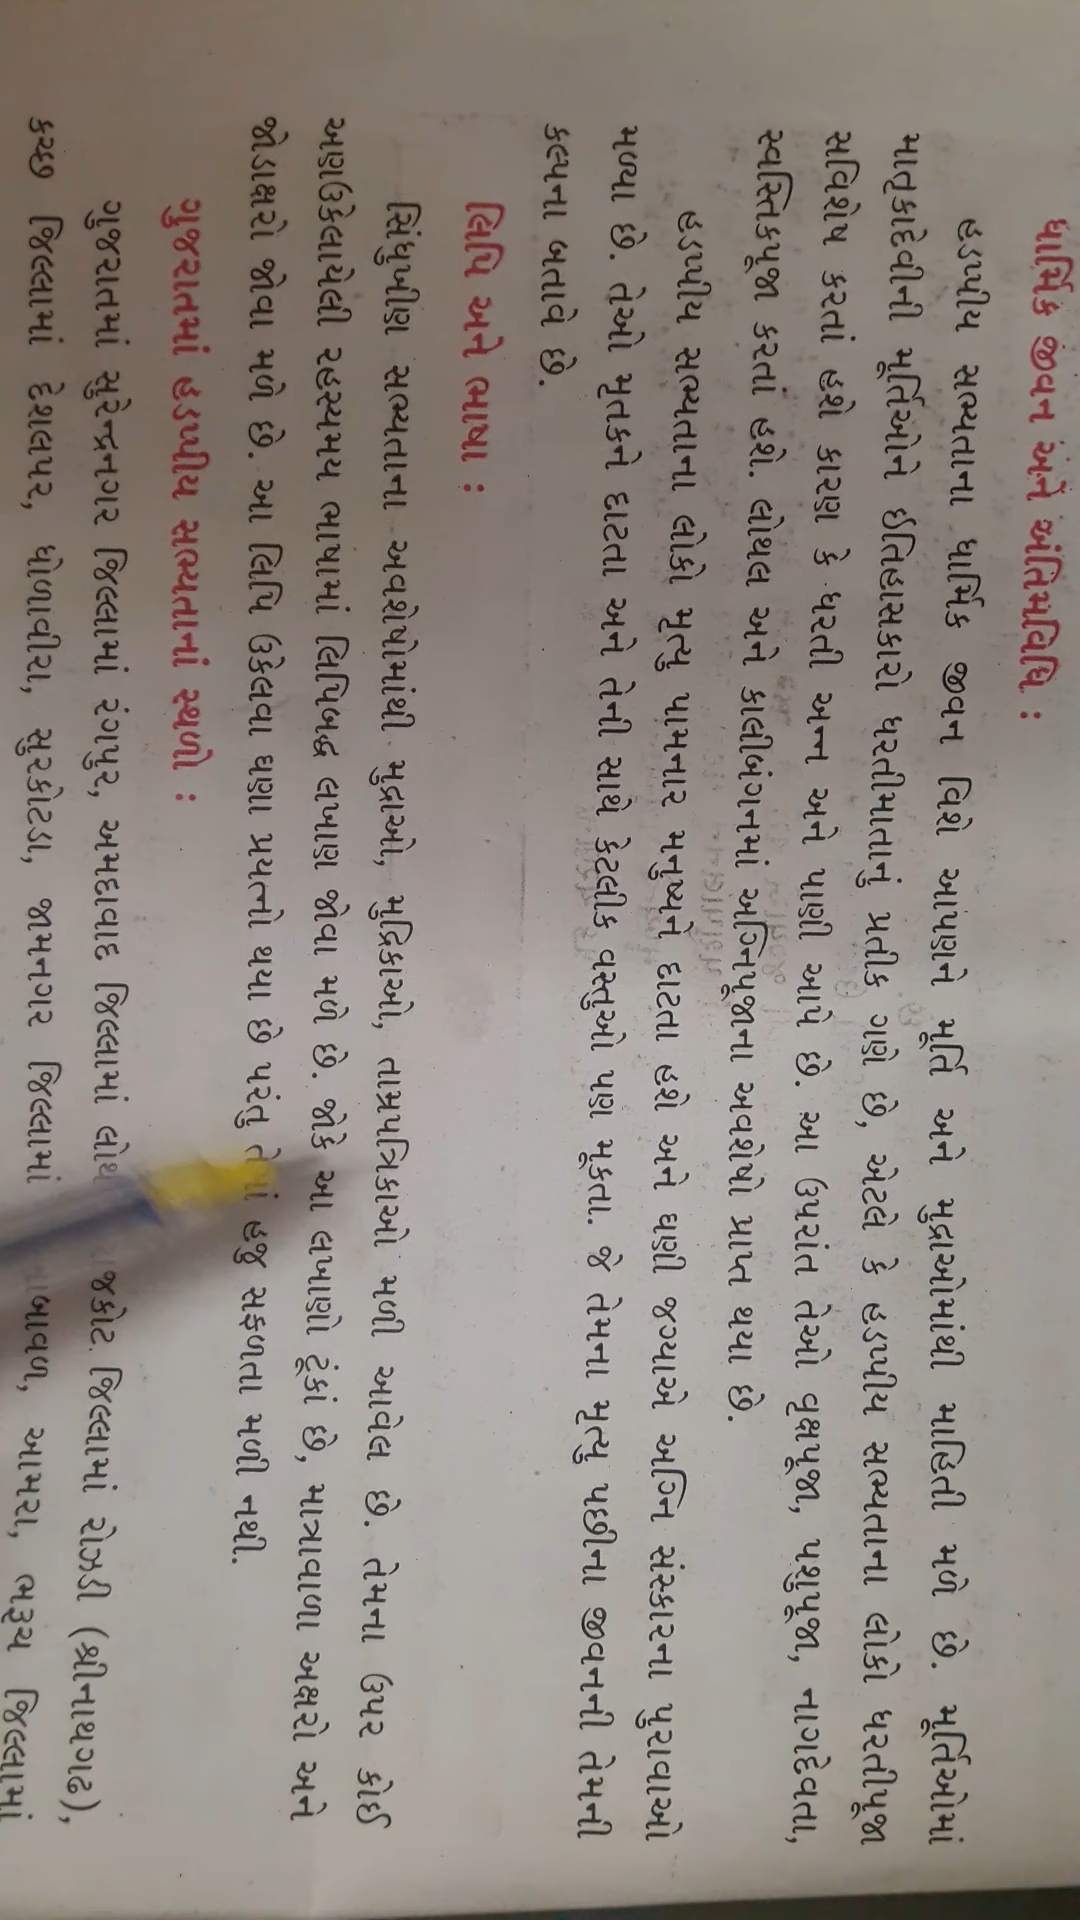 ધાર્મિક જીવન અને અંતિમવિધિ :
હડપ્પીય સભ્યતાના ધાર્મિક જીવન વિશે આપણને મૂર્તિ અને મુદ્રાઓમાંથી માહિતી મળે છે. મૂર્તિઓમાં
માતૃકાદેવીની મૂર્તિઓને ઈતિહાસકારો ધરતીમાતાનું પ્રતીક ગણે છે, એટલે કે હડપ્પીય સભ્યતાના લોકો ધરતીપૂજા
સવિશેષ કરતાં હશે કારણ કે ધરતી અન્ન અને પાણી આપે છે. આ ઉપરાંત તેઓ વૃક્ષપૂજા, પશુપૂજા, નાગદેવતા,
સ્વસ્તિકપૂજા કરતાં હશે. લોથલ અને કાલીબંગનમાં અગ્નિપૂજાના અવશેષો પ્રાપ્ત થયા છે.
હડપ્પીય સભ્યતાના લોકો મૃત્યુ પામનાર મનુષ્યને દાટતા હશે અને ઘણી જગ્યાએ અગ્નિ સંસ્કારના પુરાવાઓ
મળ્યા છે. તેઓ મૃતકને દાટતા અને તેની સાથે કેટલીક વસ્તુઓ પણ મૂકતા. જે તેમના મૃત્યુ પછીના જીવનની તેમની
કલ્પના બતાવે છે.
લિપિ અને ભાષા :
સિંધુખીણ સભ્યતાના અવશેષોમાંથી મુદ્રાઓ, મુદ્રિકાઓ, તામ્રપત્રિકાઓ મળી આવેલ છે. તેમના ઉપર કોઈ
અણઉકેલાયેલી રહસ્યમય ભાષામાં લિપિબદ્ધ લખાણ જોવા મળે છે. જોકે આ લખાણો ટૂંકાં છે, માત્રાવાળા અક્ષરો અને
જોડાક્ષરો જોવા મળે છે. આ લિપિ ઉકેલવા ઘણા પ્રયત્નો થયા છે પરંતુ તેમાં હજુ સફળતા મળી નથી.
ગુજરાતમાં હડપ્પીય સભ્યતાનાં સ્થળો :
ગુજરાતમાં સુરેન્દ્રનગર જિલ્લામાં રંગપુર, અમદાવાદ જિલ્લામાં જિલ્લામાં રોઝડી (શ્રીનાથગઢ),
કચ્છ જિલ્લામાં દેશલપર, ધોળાવીરા, સુરકોટડા, જામનગર જિલ્લામાં આમરા, ભરૂચ જિલ્લામાં